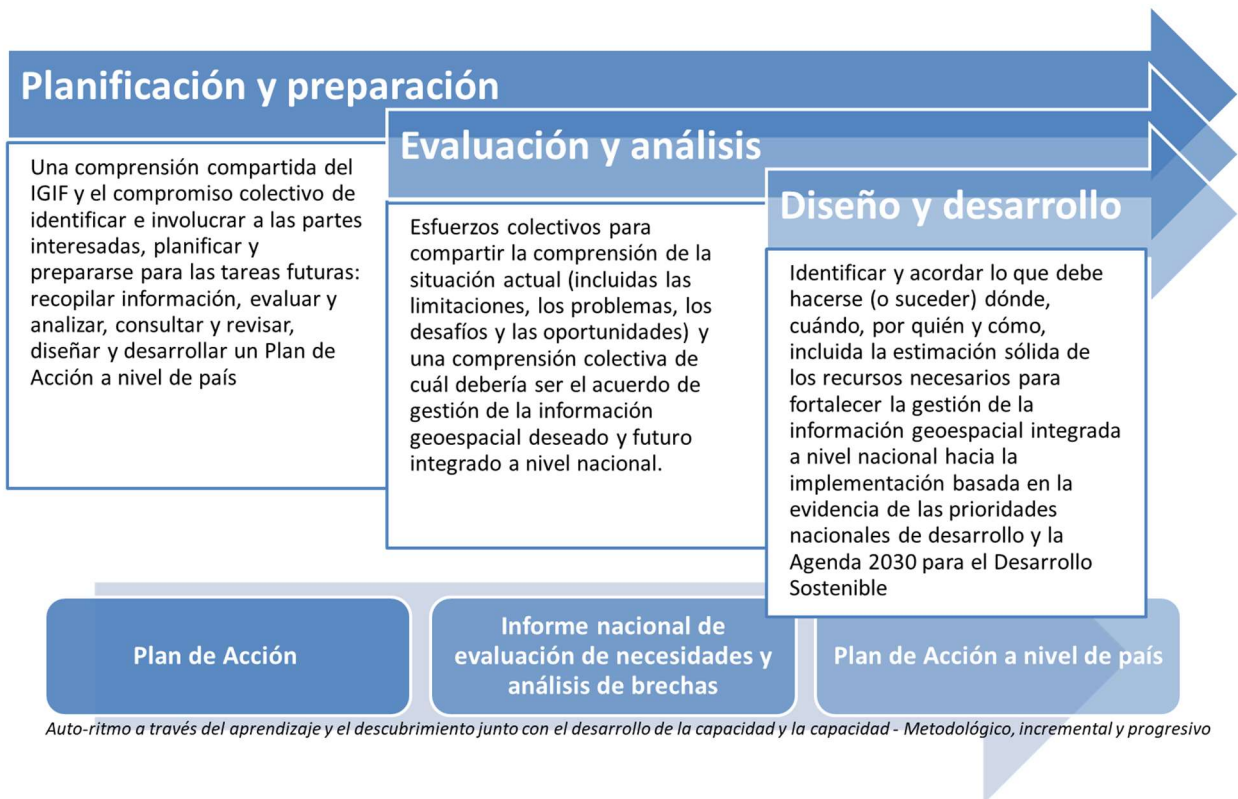 Planificación y preparación
Una comprensión compartida del
IGIF y el compromiso colectivo de
identificar e involucrar a las partes
interesadas, planificar y
prepararse para las tareas futuras:
recopilar información, evaluar y
analizar, consultar y revisar,
diseñar y desarrollar un Plan de
Acción a nivel de país
Evaluación y análisis
Esfuerzos colectivos para
compartir la comprensión de la
situación actual (incluidas las
limitaciones, los problemas, los
desafíos y las oportunidades) y
una comprensión colectiva de
cuál debería ser el acuerdo de
gestión de la información
geoespacial deseado y futuro
integrado a nivel nacional.
Diseño y desarrollo
Identificar y acordar lo que debe
hacerse (o suceder) dónde,
cuándo, por quién y cómo,
incluida la estimación sólida de
los recursos necesarios para
fortalecer la gestión de la
información geoespacial integrada
a nivel nacional hacia la
implementación basada en la
evidencia de las prioridades
nacionales de desarrollo y la
Agenda 2030 para el Desarrollo
Sostenible
Plan de Acción
Informe nacional de
evaluación de necesidades y
análisis de brechas
Plan de Acción a nivel de país
Auto-ritmo a través del aprendizaje y el descubrimiento junto con el desarrollo de la capacidad y la capacidad - Metodológico, incremental y progresivo